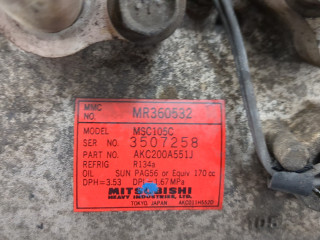 MMC NO. MR360532
MODEL MSC105C
SER NO. 3507258
PART NO. AKC200A551J
REFRIG R134a
OIL SUN PAG56 or Equiv 170 cc
DPH=3.53 DPL=1.67MPa
MITSUBISHI
HEAVY INDUSTRIES, LTD.
TOKYO, JAPAN